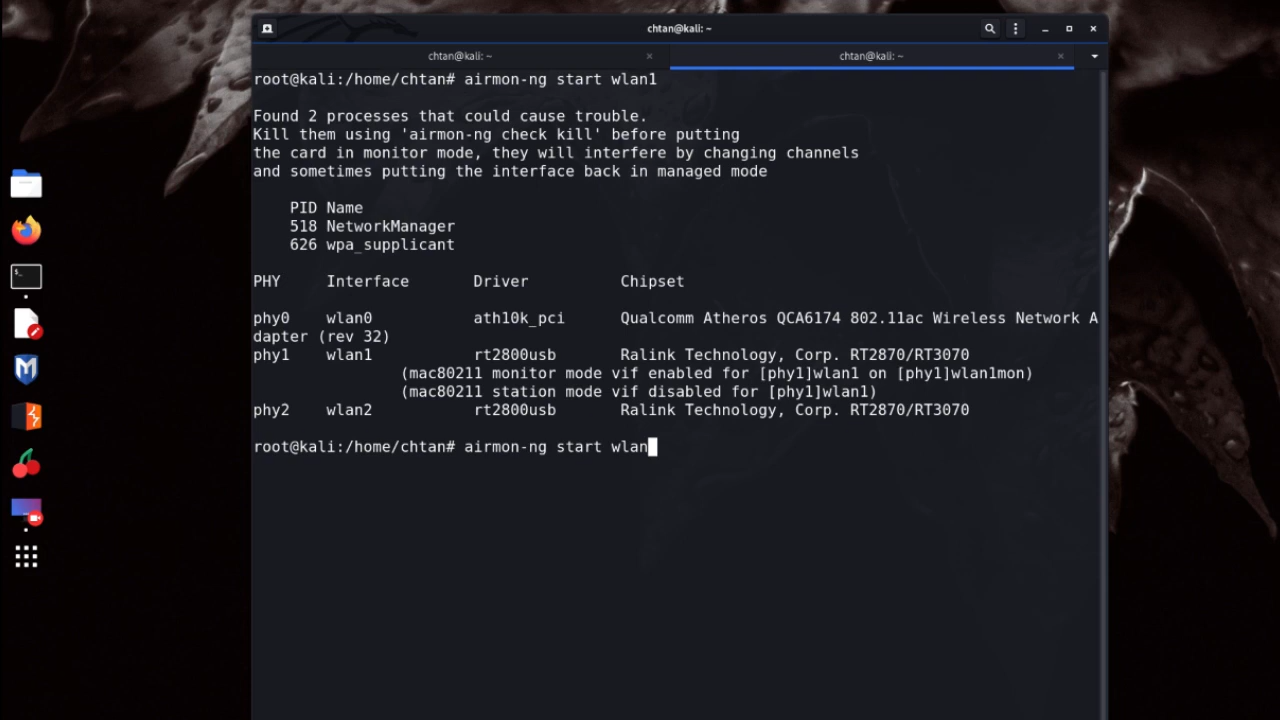 chtan@kali: ~
chtan@kali: ~
chtan@kali: ~
root@kali:/home/chtan# airmon-ng start wlan1
Found 2 processes that could cause trouble.
Kill them using 'airmon-ng check kill' before putting
the card in monitor mode, they will interfere by changing channels
and sometimes putting the interface back in managed mode
PID Name
518 NetworkManager
626 wpa_supplicant
PHY Interface Driver Chipset
phy0 wlan0 ath10k_pci Qualcomm Atheros QCA6174 802.11ac Wireless Network A
dapter (rev 32)
phy1 wlan1 rt2800usb Ralink Technology, Corp. RT2870/RT3070
(mac80211 monitor mode vif enabled for [phy1]wlan1 on [phy1]wlan1mon)
(mac80211 station mode vif disabled for [phy1]wlan1)
phy2 wlan2 rt2800usb Ralink Technology, Corp. RT2870/RT3070
root@kali:/home/chtan# airmon-ng start wlan